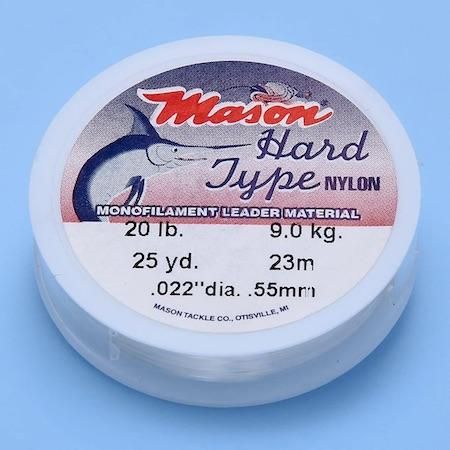 Mason
Hard
Type NYLON
MONOFILAMENT LEADER MATERIAL
20 lb. 9.0 kg.
25 yd. 23m
.022"dia. .55mm
MASON TACKLE CO., OTISVILLE, MI